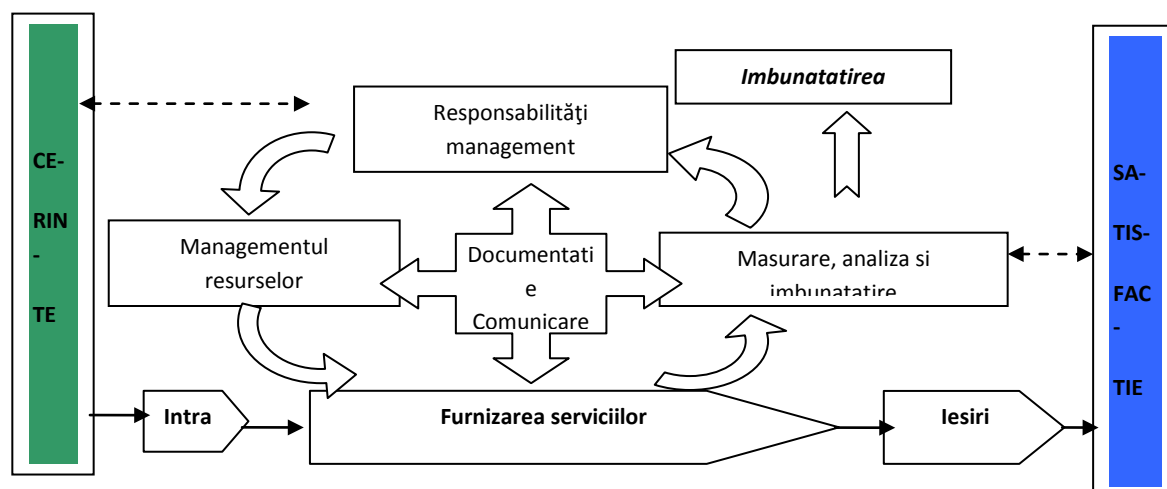 Imbunatatirea
Responsabilităţi
management
CE-
RIN-
-
TE
SA-
TIS-
FAC-
-
TIE
Managementul
resurselor
Documentati
e
Comunicare
Masurare, analiza si
imbunatatire
Intra
Furnizarea serviciilor
Iesiri